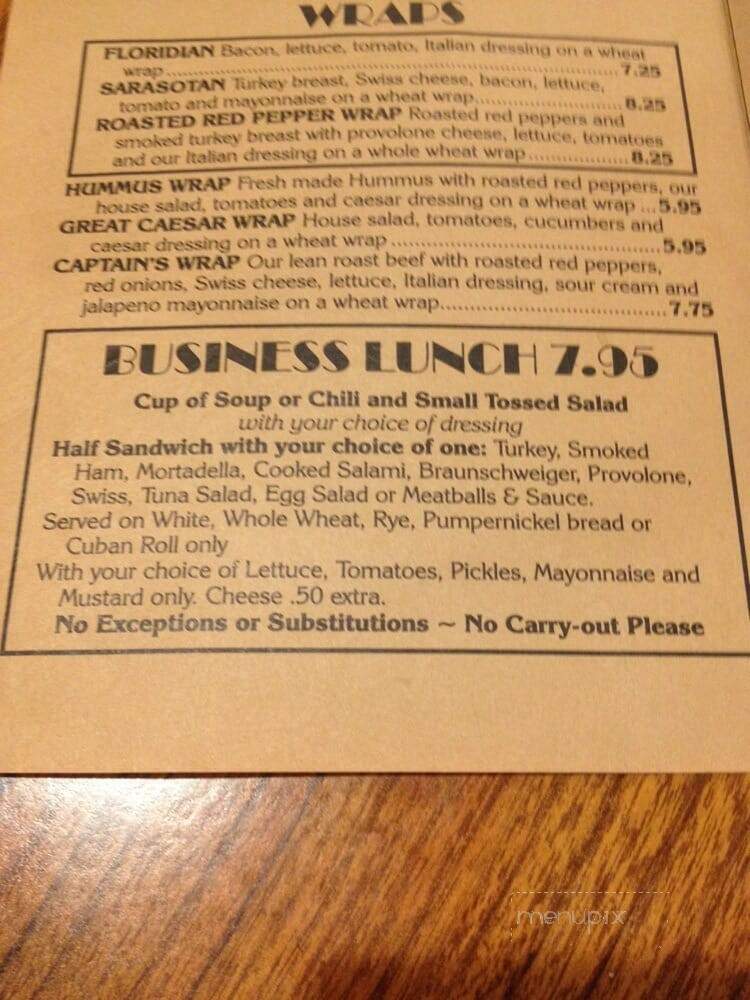 WRAPS
FLORIDIAN Bacon, lettuce, tomato, Italian dressing on a wheat
wrap........................................................................7.25
SARASOTAN Turkey breast, Swiss cheese, bacon, lettuce,
tomato and mayonnaise on a wheat wrap.......................8.25
ROASTED RED PEPPER WRAP Roasted red peppers and
smoked turkey breast with provolone cheese, lettuce, tomatoes
and our Italian dressing on a whole wheat wrap................8.25
HUMMUS WRAP Fresh made Hummus with roasted red peppers, our
house salad, tomatoes and caesar dressing on a wheat wrap ...5.95
GREAT CAESAR WRAP House salad, tomatoes, cucumbers and
caesar dressing on a wheat wrap...........................................5.95
CAPTAIN'S WRAP Our lean roast beef with roasted red peppers,
red onions, Swiss cheese, lettuce, Italian dressing, sour cream and
jalapeno mayonnaise on a wheat wrap.....................................7.75
BUSINESS LUNCH 7.95
Cup of Soup or Chili and Small Tossed Salad
with your choice of dressing
Half Sandwich with your choice of one: Turkey, Smoked
Ham, Mortadella, Cooked Salami, Braunschweiger, Provolone,
Swiss, Tuna Salad, Egg Salad or Meatballs & Sauce.
Served on White, Whole Wheat, Rye, Pumpernickel bread or
Cuban Roll only
With your choice of Lettuce, Tomatoes, Pickles, Mayonnaise and
Mustard only. Cheese .50 extra.
No Exceptions or Substitutions ~ No Carry-out Please
menupix